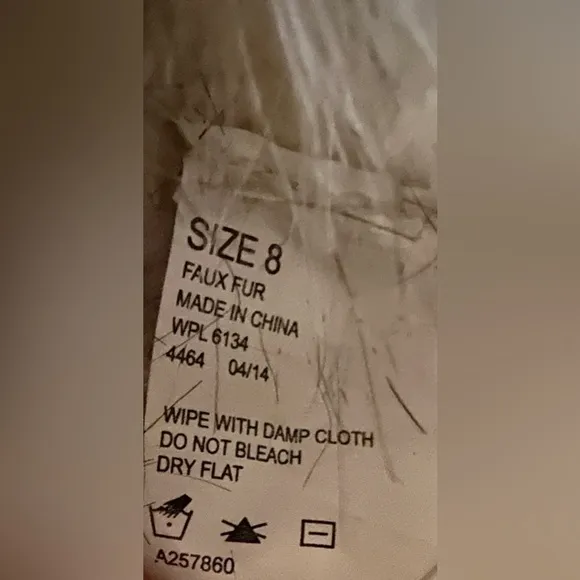 SIZE 8
FAUX FUR
MADE IN CHINA
WPL 6134
4464 04/14
WIPE WITH DAMP CLOTH
DO NOT BLEACH
DRY FLAT
A257860